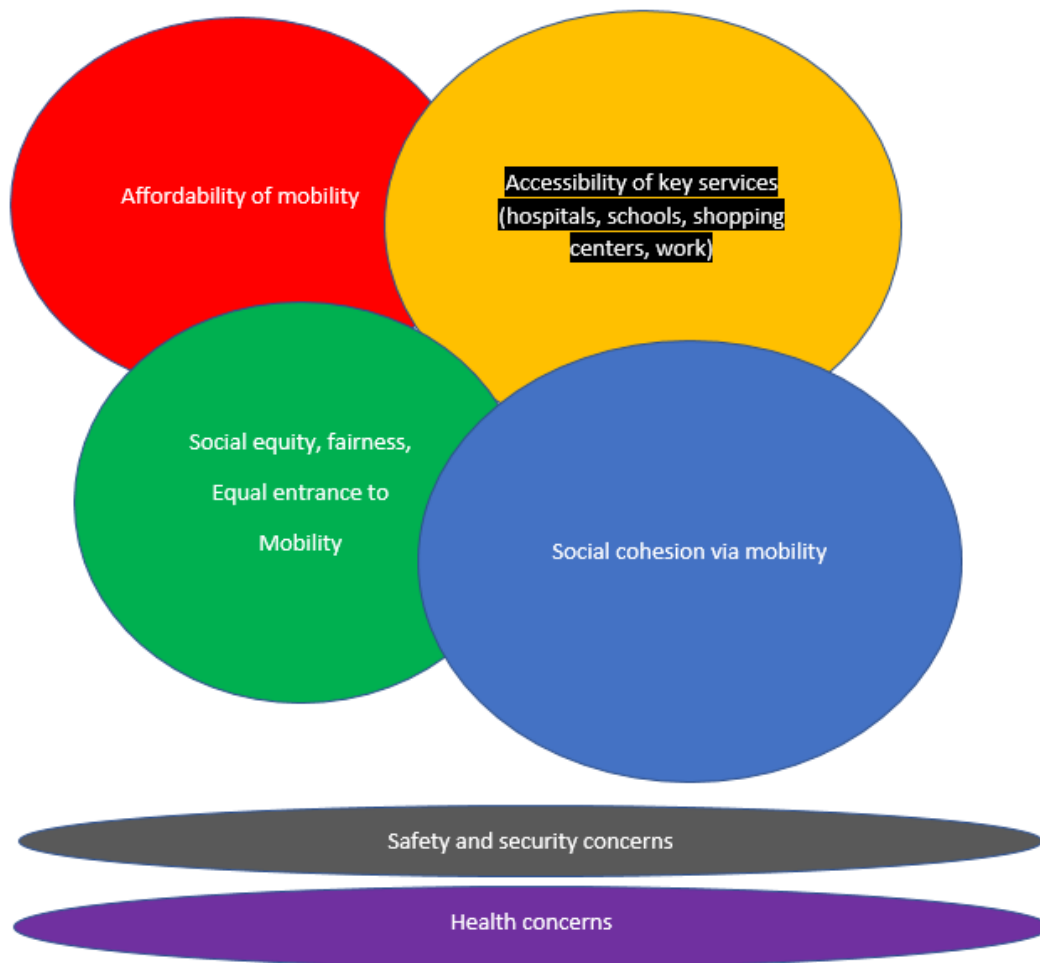 Affordability of mobility
Accessibility of key services
(hospitals, schools, shopping
centers, work)
Social equity, fairness,
Equal entrance to
Mobility
Social cohesion via mobility
Safety and security concerns
Health concerns